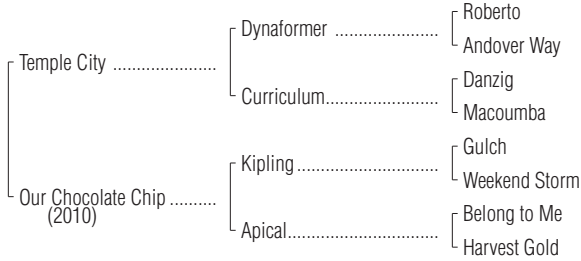 Roberto
Dynaformer ......................
Andover Way
Temple City ......................
Danzig
Curriculum........................
Macoumba
Gulch
Kipling..............................
Weekend Storm
Our Chocolate Chip ..........
(2010)
Belong to Me
Apical................................
Harvest Gold